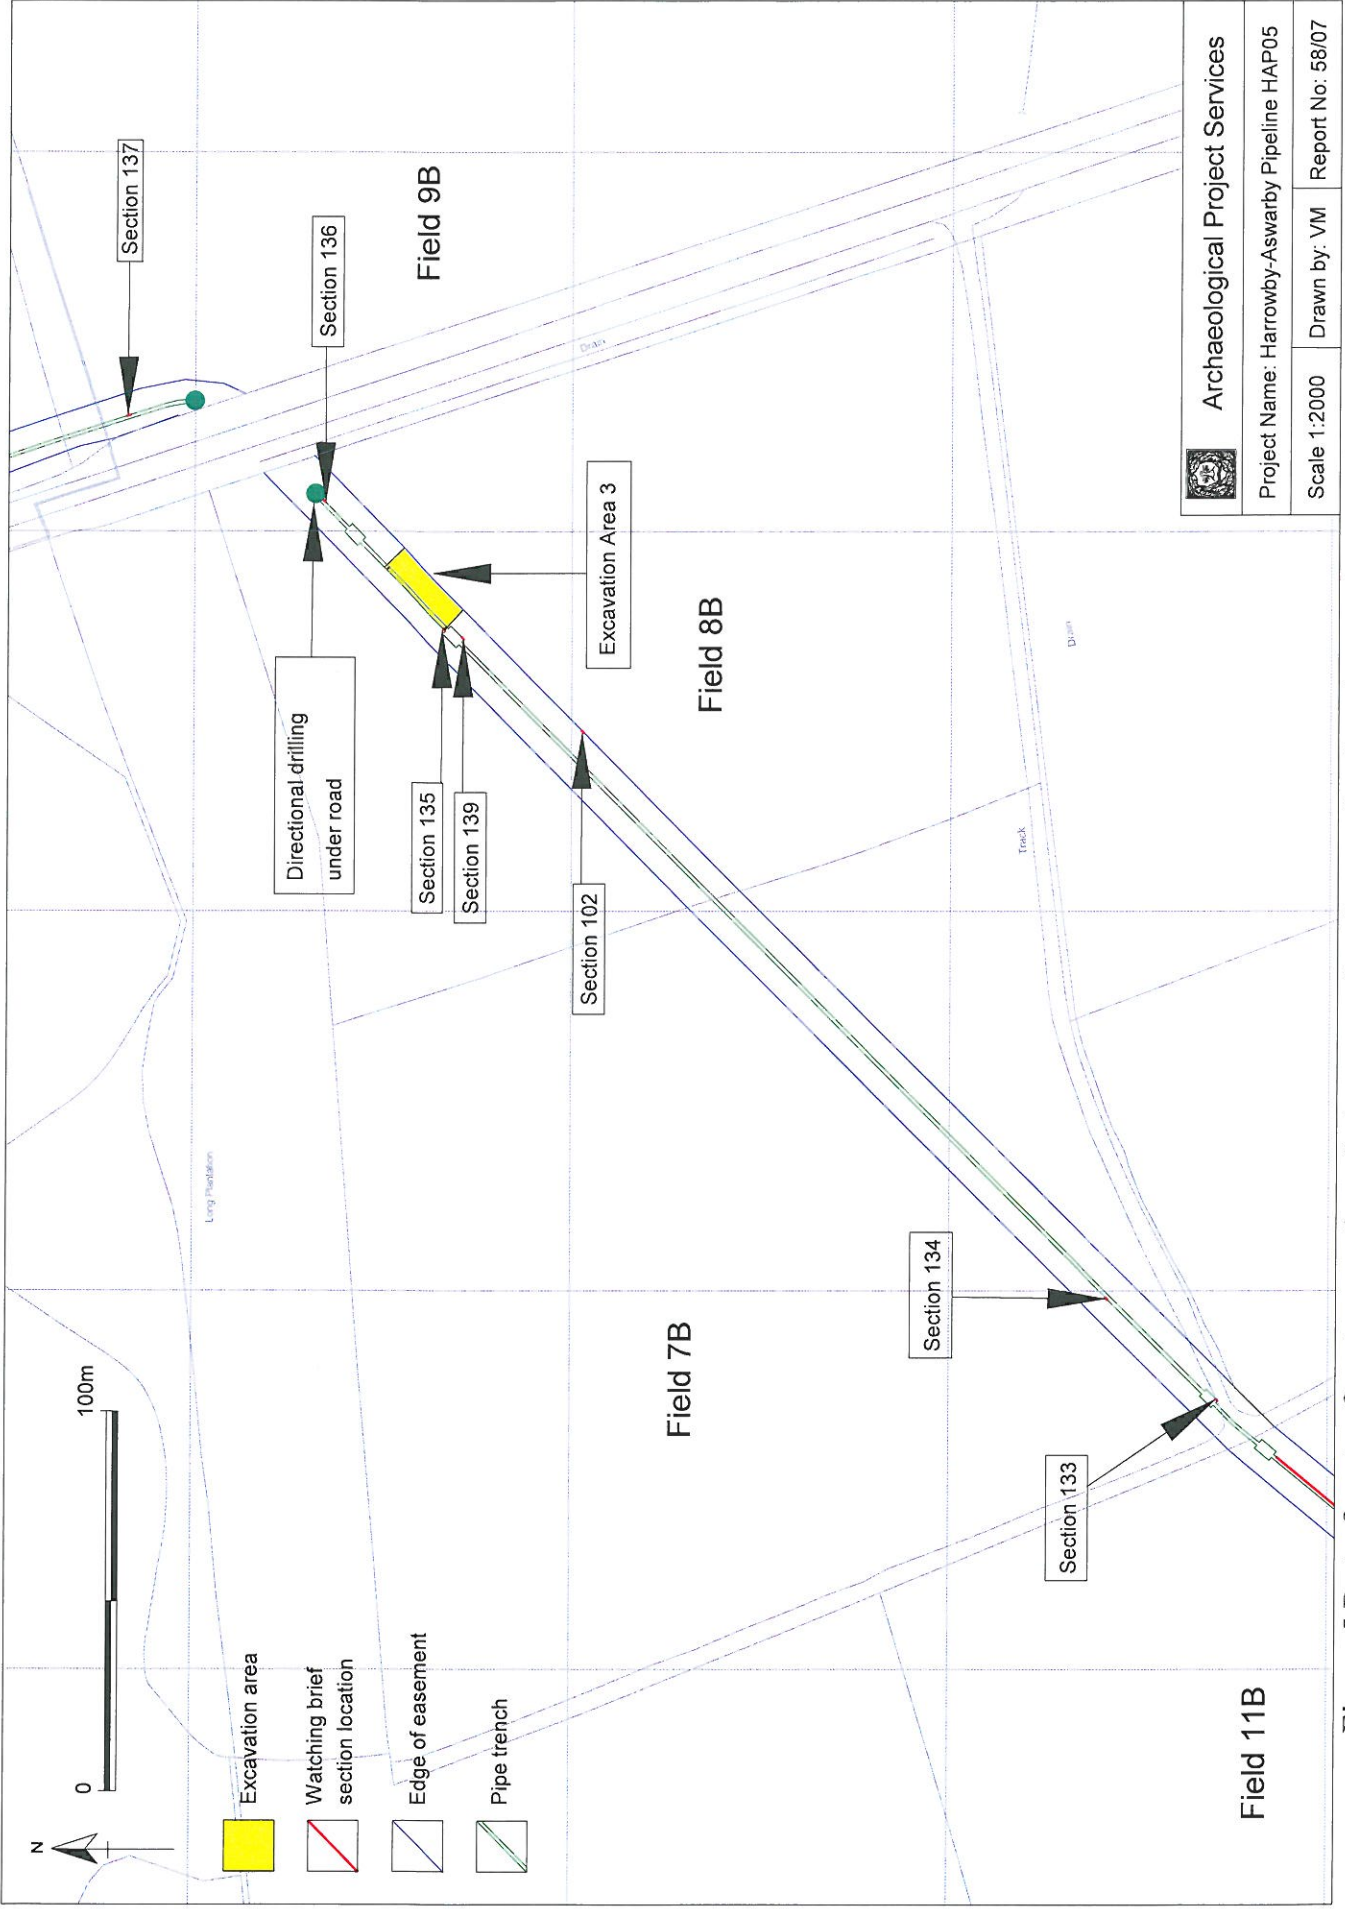 N
0
100m
Excavation area
Watching brief
section location
Edge of easement
Pipe trench
Long Plantation
Section 137
Section 136
Field 9B
Drain
Directional drilling
under road
Excavation Area 3
Section 135
Section 139
Section 102
Field 8B
Field 7B
Section 134
Section 133
Field 11B
Track
Drain
Archaeological Project Services
Project Name: Harrowby-Aswarby Pipeline HAP05
Scale 1:2000
Drawn by: VM
Report No: 58/07